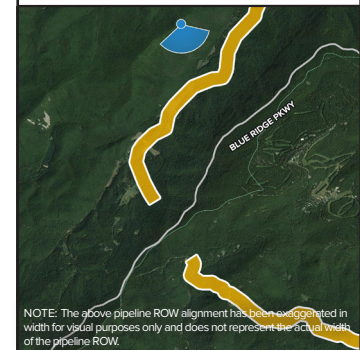 BLUE RIDGE PKWY
NOTE: The above pipeline ROW alignment has been exaggerated in
width for visual purposes only and does not represent the actual width
of the pipeline ROW.